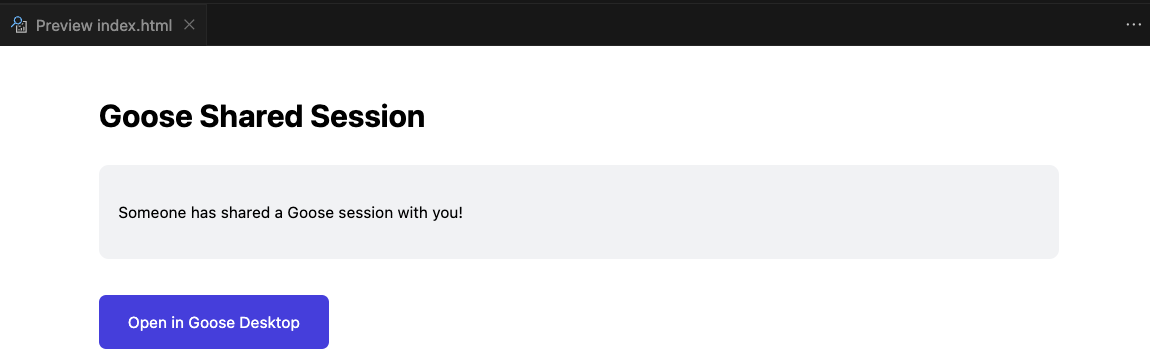 Preview index.html
Goose Shared Session
Someone has shared a Goose session with you!
Open in Goose Desktop